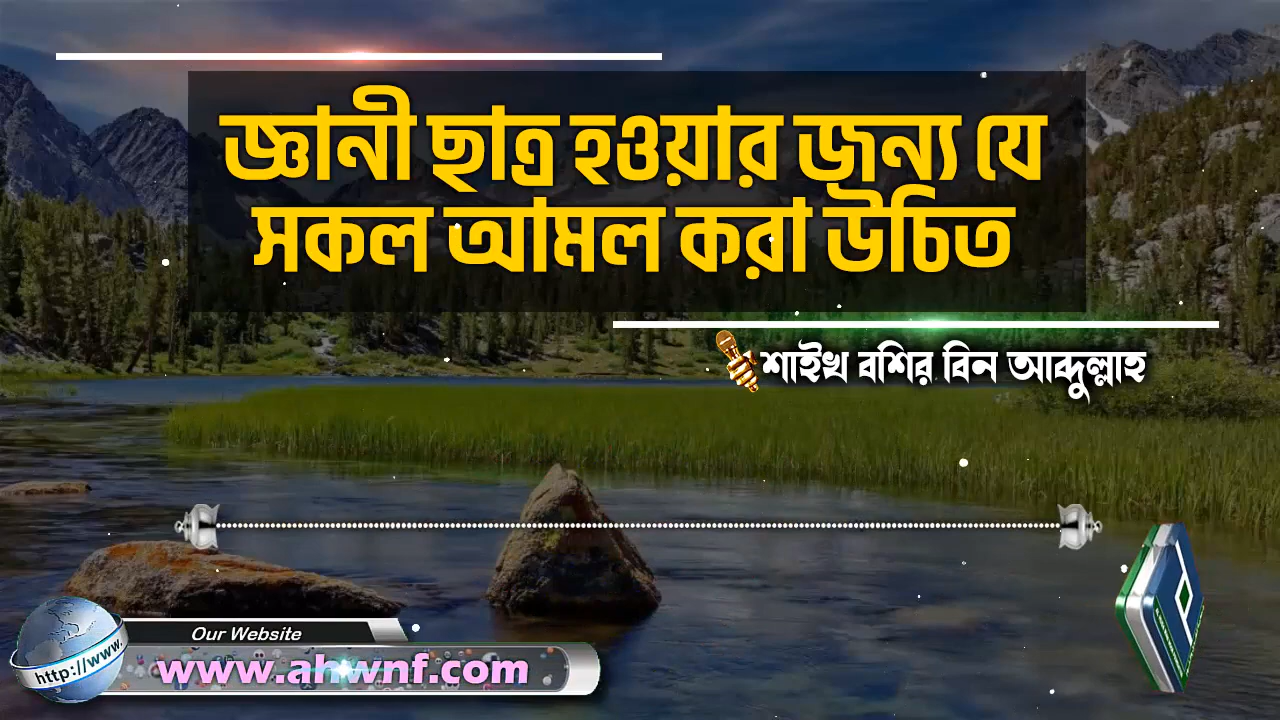 জ্ঞানী ছাত্র হওয়ার জন্য যে
সকল আমল করা উচিত
শাইখ বশির বিন আব্দুল্লাহ
Our Website
http://www.
www.ahwnf.com